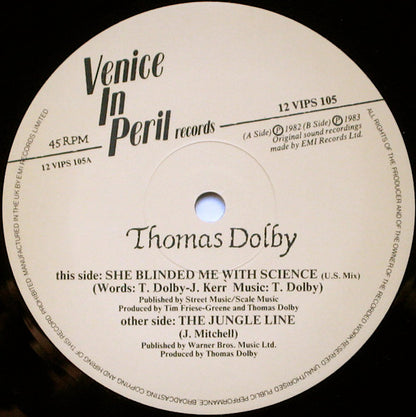 Venice
In
Peril records
12 VIPS 105
45 RPM
12 VIPS 105A
(A Side) Ⓟ 1982 (B Side) Ⓟ 1983
Original sound recordings
made by EMI Records Ltd.
Thomas Dolby
this side: SHE BLINDED ME WITH SCIENCE (U.S. Mix)
(Words: T. Dolby-J. Kerr Music: T. Dolby)
Published by Street Music/Scale Music
Produced by Tim Friese-Greene and Thomas Dolby
other side: THE JUNGLE LINE
(J. Mitchell)
Published by Warner Bros. Music Ltd.
Produced by Thomas Dolby
ALL RIGHTS OF THE PRODUCER AND OF THE OWNER OF THE RECORDED WORK RESERVED. UNAUTHORISED PUBLIC PERFORMANCE, BROADCASTING, COPYING AND HIRING OF THIS RECORD PROHIBITED. MANUFACTURED IN THE UK BY EMI RECORDS LIMITED